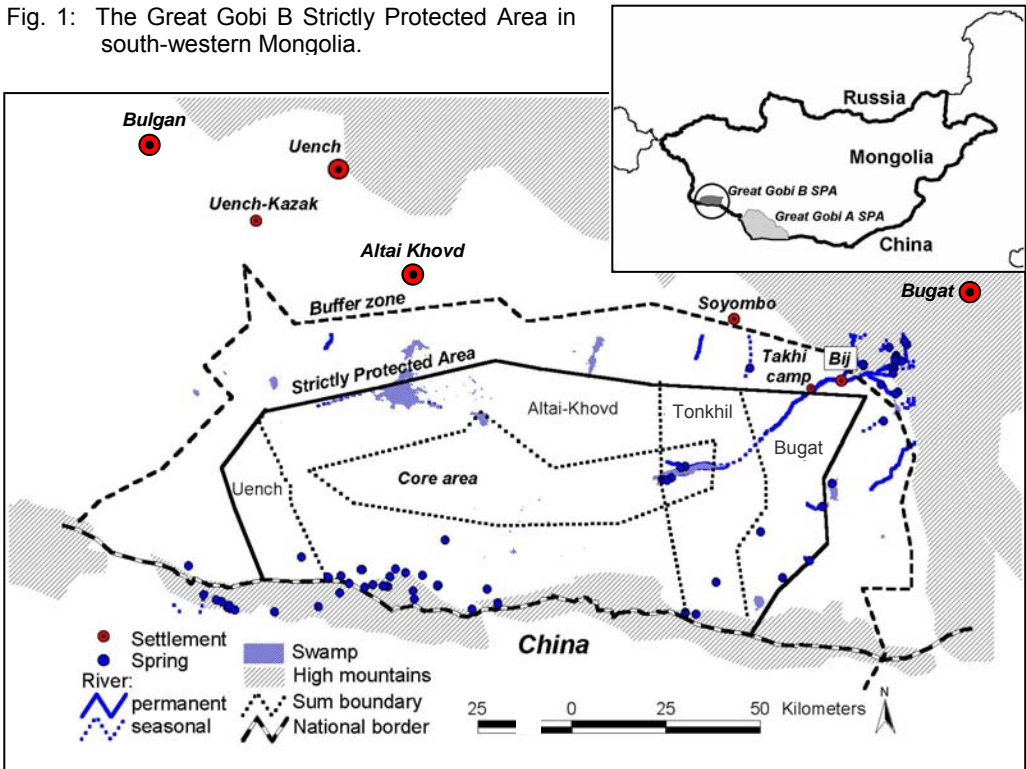 Fig. 1: The Great Gobi B Strictly Protected Area in
south-western Mongolia.
Russia
Mongolia
Great Gobi B SPA
Great Gobi A SPA
China
Bulgan
Uench
Uench-Kazak
Altai Khovd
Bugat
Buffer zone
Soyombo
Strictly Protected Area
Takhi
camp
Bij
Altai-Khovd
Tonkhil
Bugat
Core area
Uench
China
Settlement
Spring
River:
permanent
seasonal
Swamp
High mountains
Sum boundary
National border
25 0 25 50 Kilometers
N